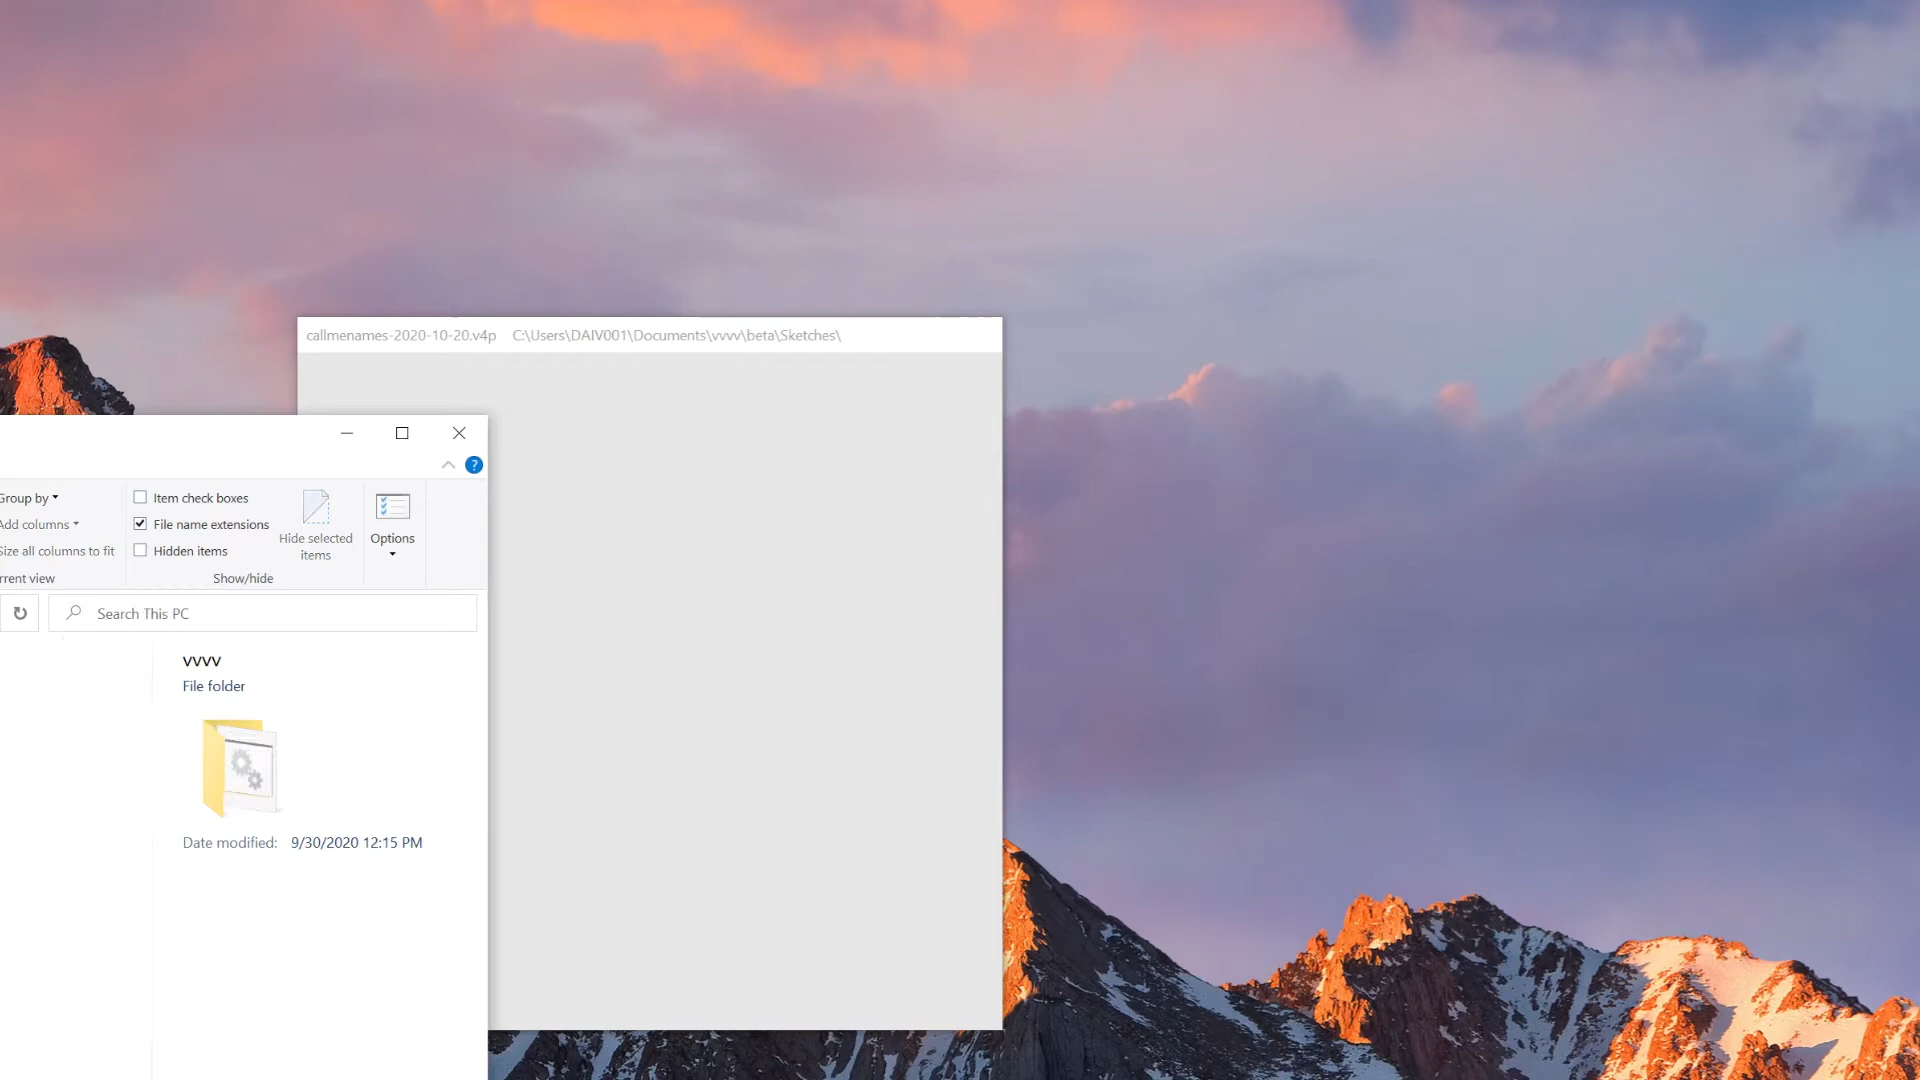 callmenames-2020-10-20.v4p C:\Users\DAIV001\Documents\vvvv\beta\Sketches\
?
Group by
Add columns
Size all columns to fit
rrent view
Item check boxes
File name extensions
Hidden items
Hide selected
items
Show/hide
Options
Search This PC
vvvv
File folder
Date modified: 9/30/2020 12:15 PM